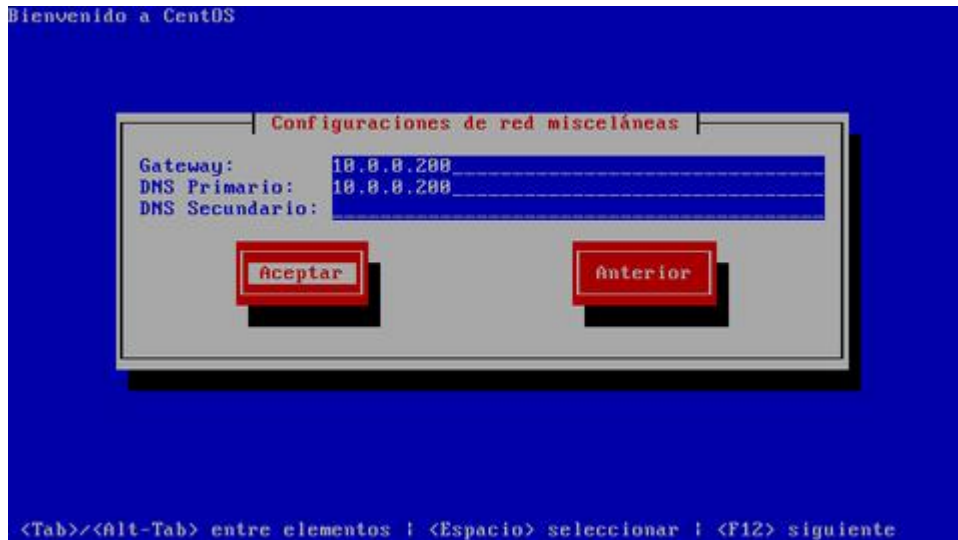 Bienvenido a CentOS
Configuraciones de red misceláneas
Gateway: 10.0.0.200
DNS Primario: 10.0.0.200
DNS Secundario:
Aceptar Anterior
<Tab>/<Alt-Tab> entre elementos | <Espacio> seleccionar | <F12> siguiente